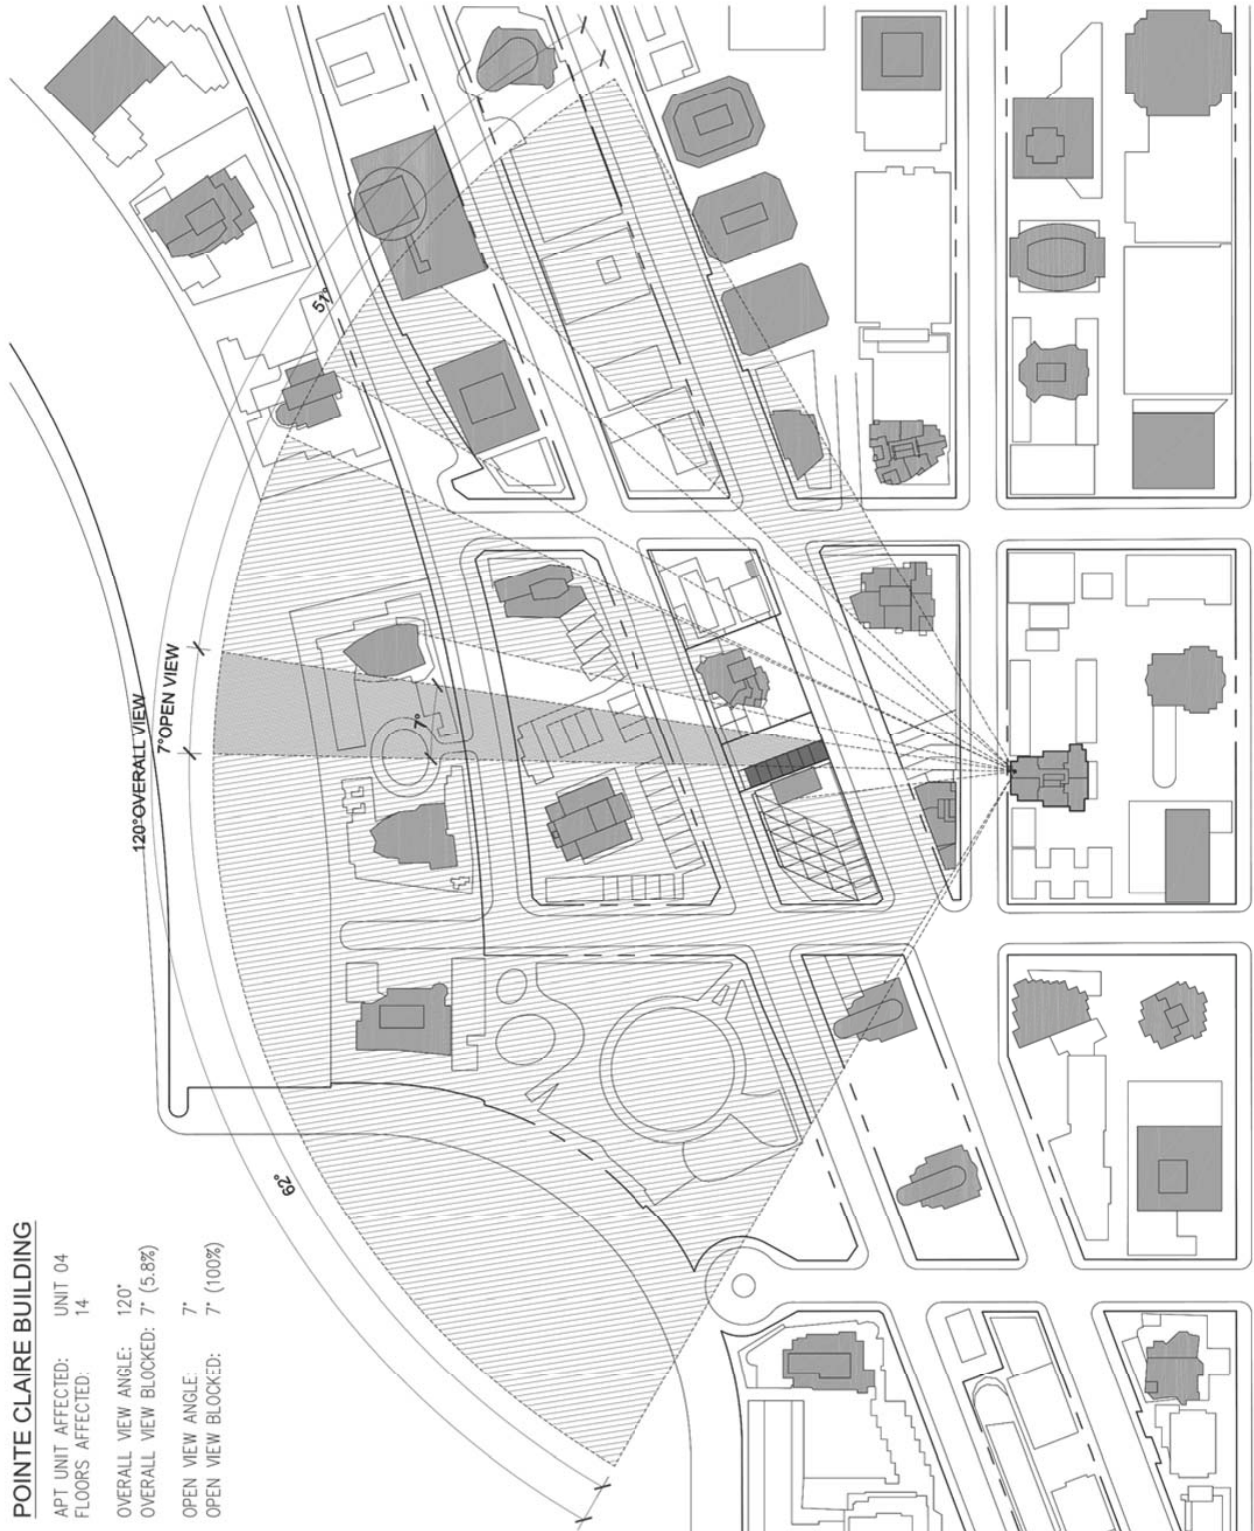 POINTE CLAIRE BUILDING
APT UNIT AFFECTED: UNIT 04
FLOORS AFFECTED: 14
OVERALL VIEW ANGLE: 120°
OVERALL VIEW BLOCKED: 7° (5.8%)
OPEN VIEW ANGLE: 7°
OPEN VIEW BLOCKED: 7° (100%)
62°
120°OVERALL VIEW
7°OPEN VIEW
7°
51°